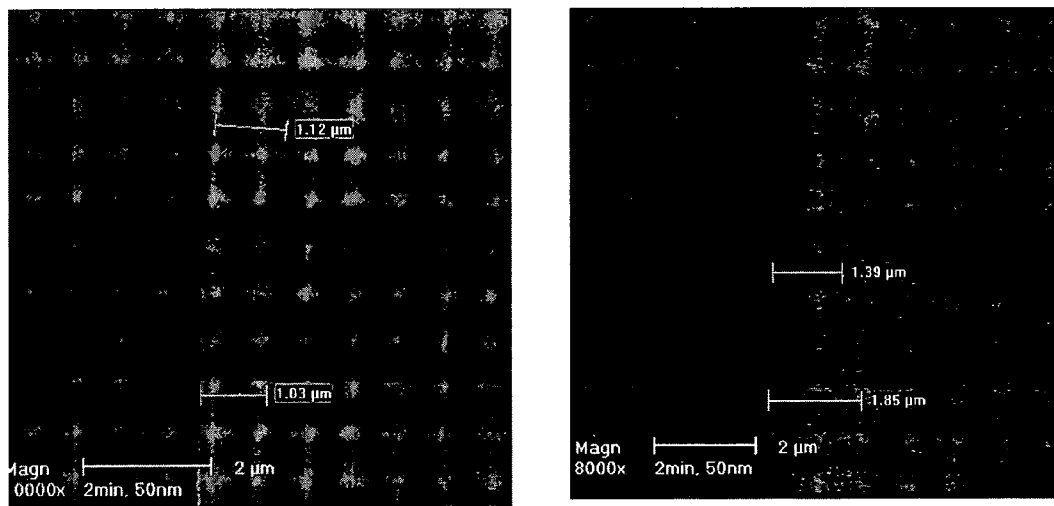 1.12 µm
1.03 µm
Magn
0000x
2 µm
2min, 50nm
1.39 µm
1.85 µm
Magn
8000x
2 µm
2min, 50nm